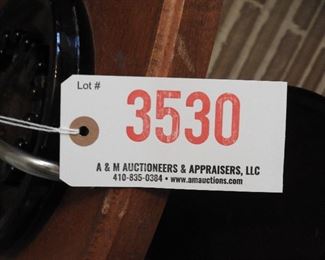 Lot #
3530
A & M AUCTIONEERS & APPRAISERS, LLC
410-835-0384 • www.amauctions.com